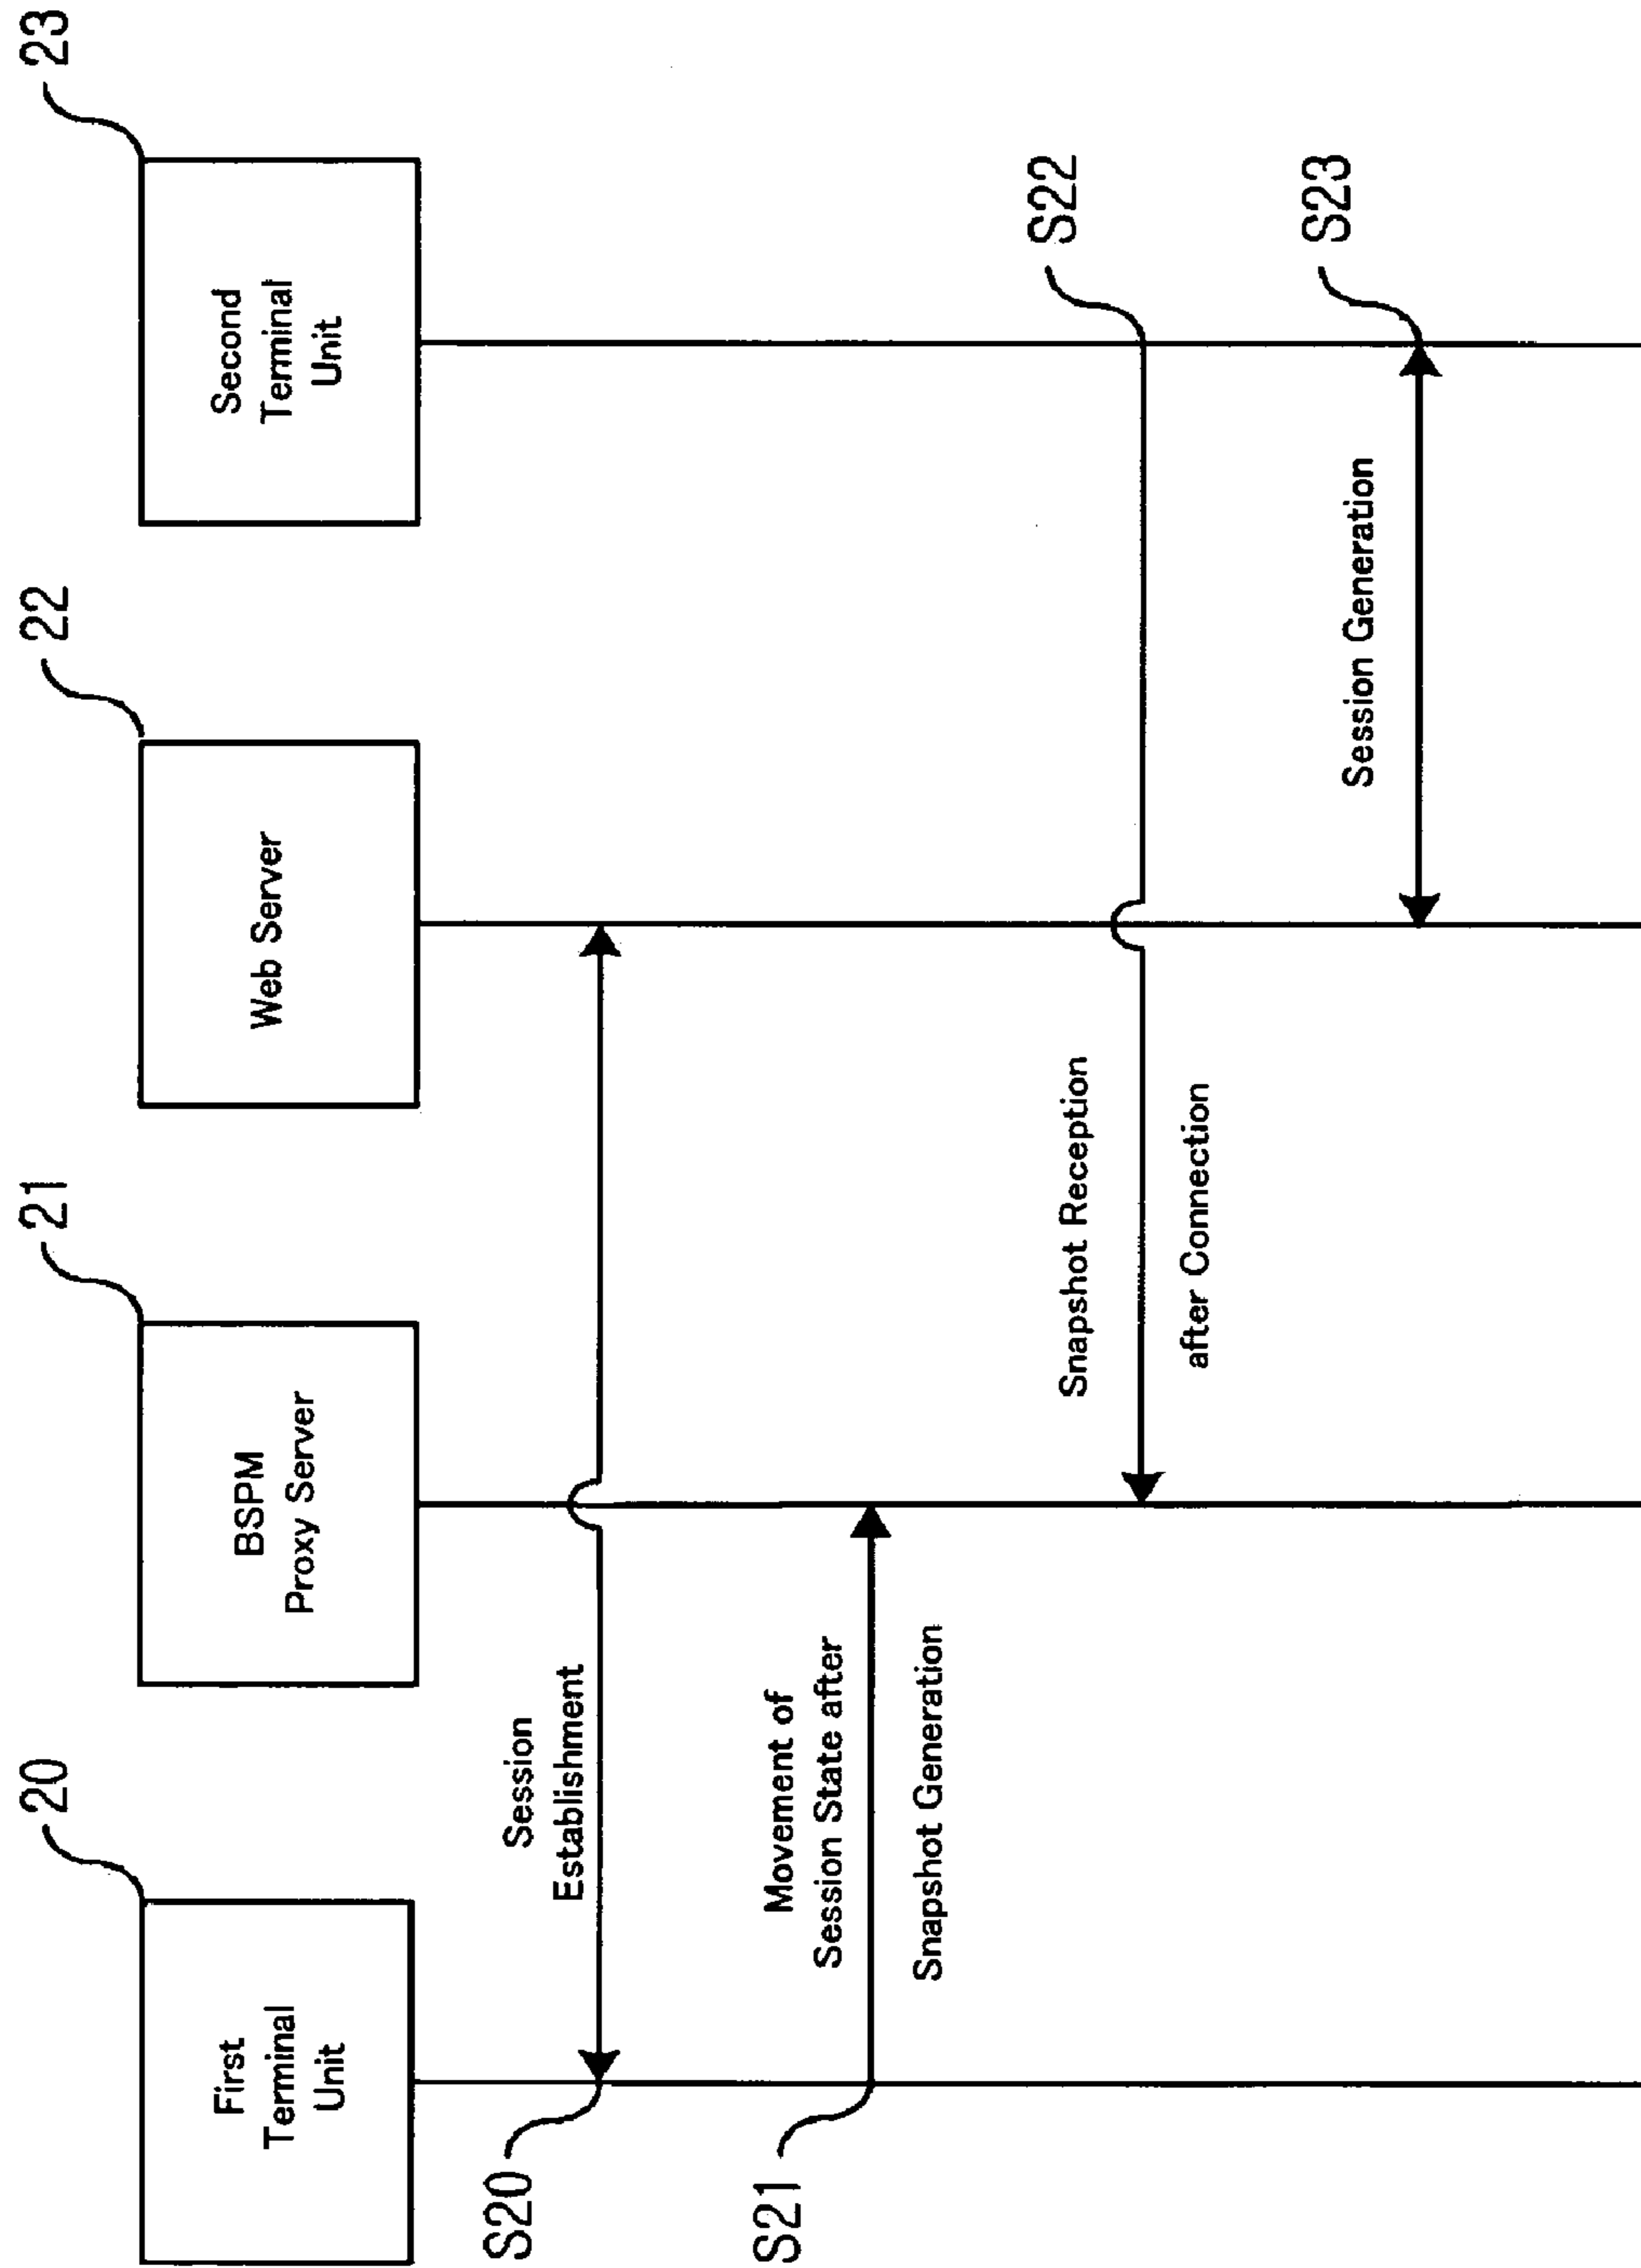 20
21
22
23
First
Terminal
Unit
BSPM
Proxy Server
Web Server
Second
Terminal
Unit
S20
Session
Establishment
S21
Movement of
Session State after
Snapshot Generation
Snapshot Reception
after Connection
S22
Session Generation
S23